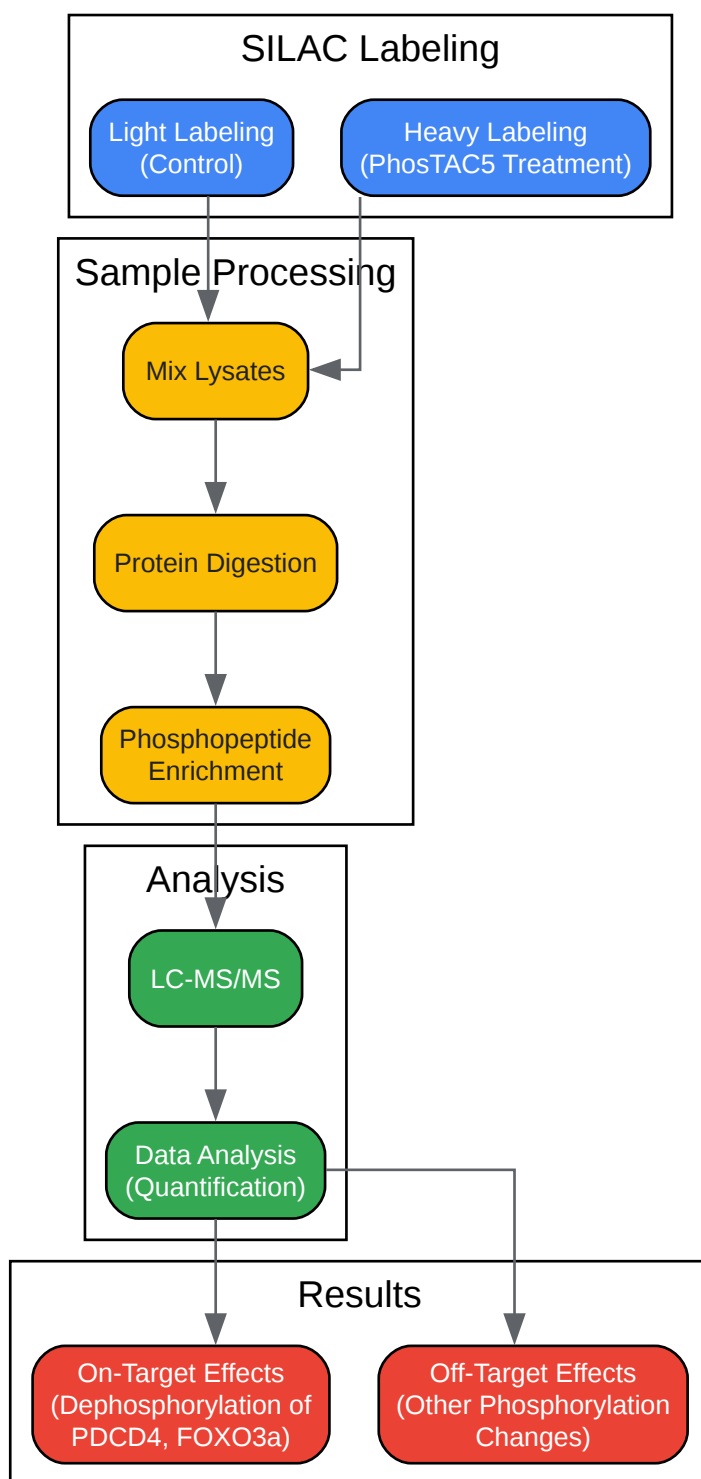 SILAC Labeling
Light Labeling
(Control)
Heavy Labeling
(PhosTAC5 Treatment)
Sample Processing
Mix Lysates
Protein Digestion
Phosphopeptide
Enrichment
Analysis
LC-MS/MS
Data Analysis
(Quantification)
Results
On-Target Effects
(Dephosphorylation of
PDCD4, FOXO3a)
Off-Target Effects
(Other Phosphorylation
Changes)